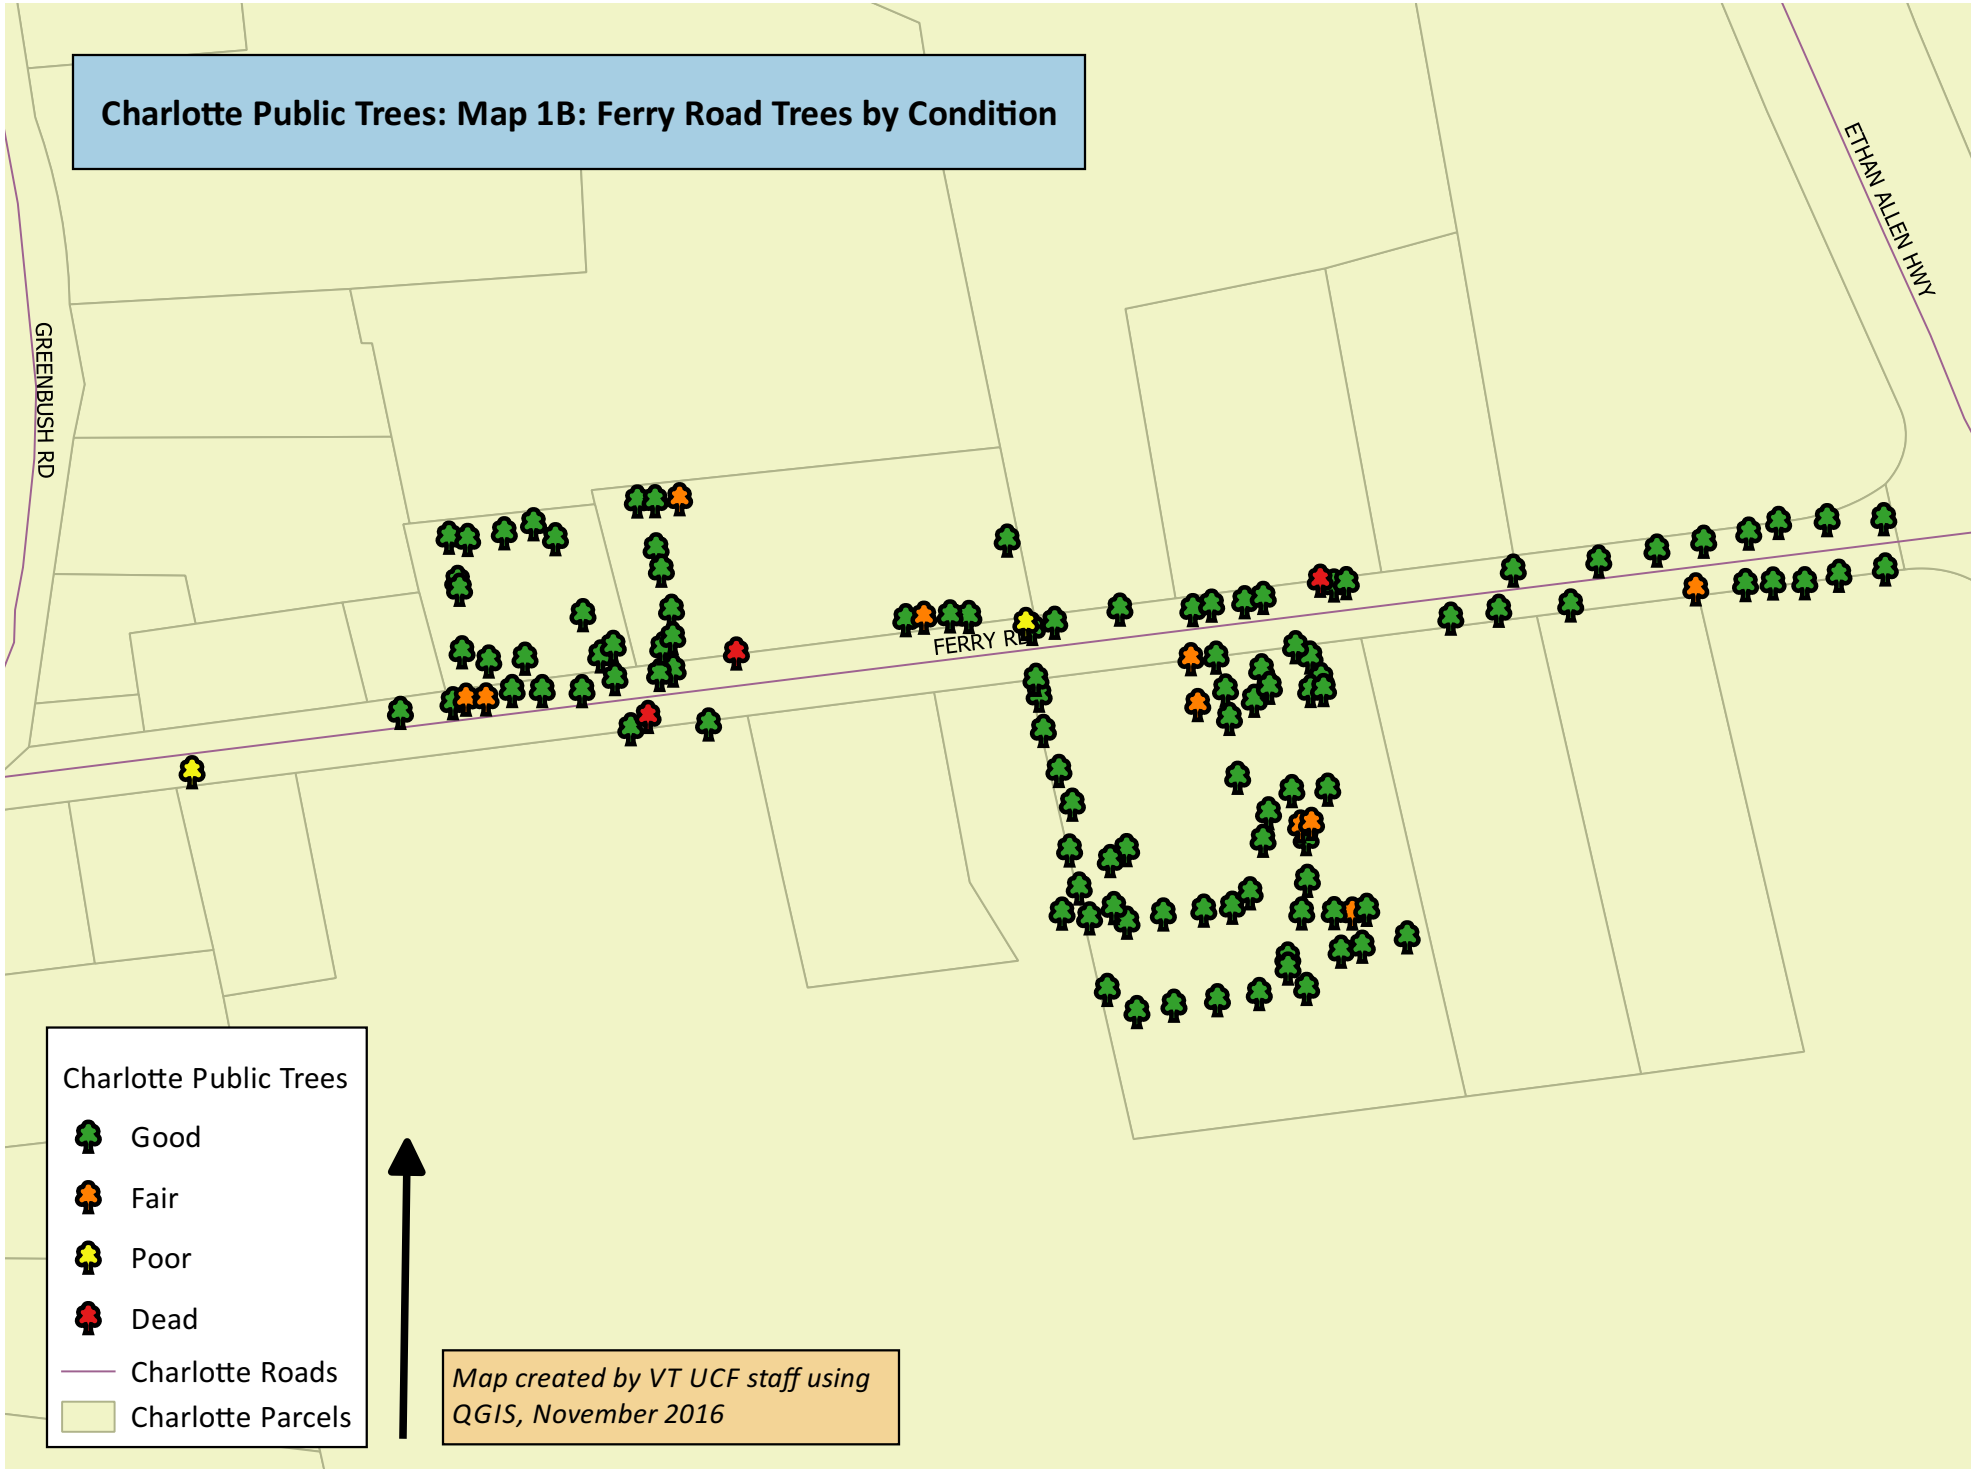 Charlotte Public Trees: Map 1B: Ferry Road Trees by Condition
ETHAN ALLEN HWY
GREENBUSH RD
FERRY RD
Charlotte Public Trees
Good
Fair
Poor
Dead
Charlotte Roads
Charlotte Parcels
Map created by VT UCF staff using
QGIS, November 2016